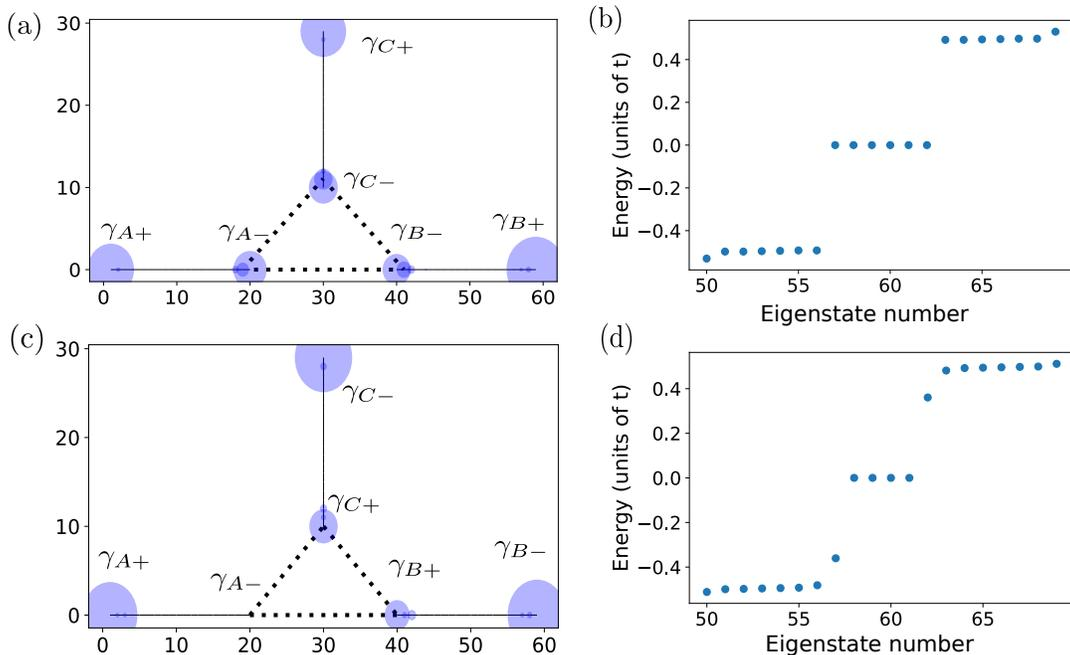 (a)
30
20
10
0
γC+
γC−
γA+
γA−
γB−
γB+
0 10 20 30 40 50 60
(b)
Energy (units of t)
0.4
0.2
0.0
−0.2
−0.4
50 55 60 65
Eigenstate number
(c)
30
20
10
0
γC−
γC+
γA+
γA−
γB+
γB−
0 10 20 30 40 50 60
(d)
Energy (units of t)
0.4
0.2
0.0
−0.2
−0.4
50 55 60 65
Eigenstate number